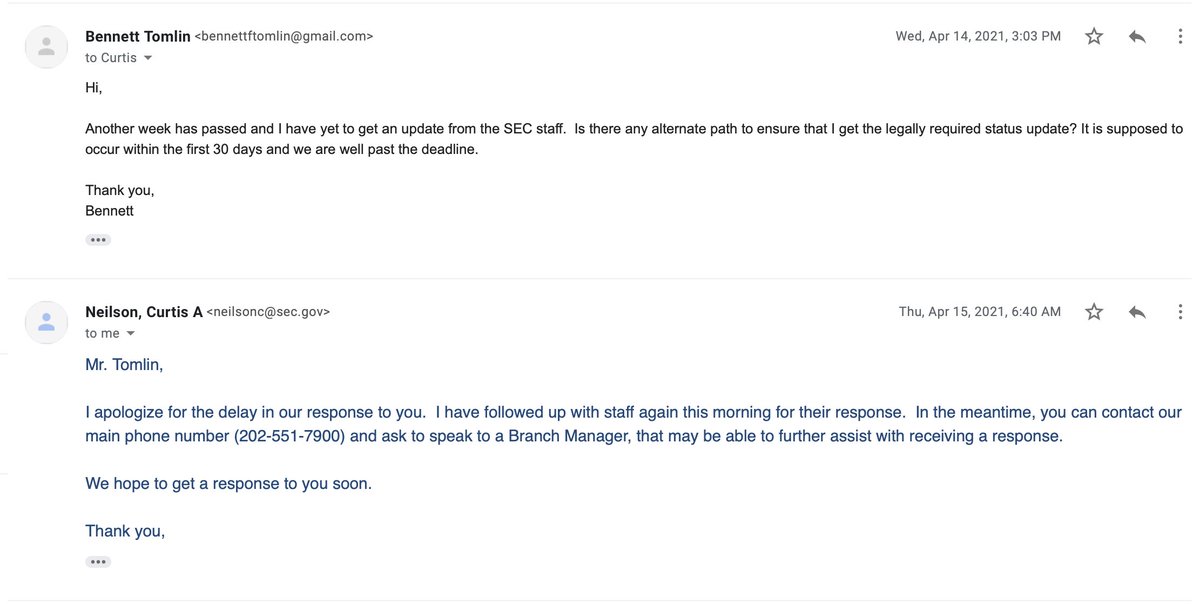 Bennett Tomlin <bennettftomlin@gmail.com>
Wed, Apr 14, 2021, 3:03 PM
to Curtis
Hi,
Another week has passed and I have yet to get an update from the SEC staff.  Is there any alternate path to ensure that I get the legally required status update? It is supposed to
occur within the first 30 days and we are well past the deadline.
Thank you,
Bennett
Neilson, Curtis A <neilsonc@sec.gov>
Thu, Apr 15, 2021, 6:40 AM
to me
Mr. Tomlin,
I apologize for the delay in our response to you.  I have followed up with staff again this morning for their response.  In the meantime, you can contact our
main phone number (202-551-7900) and ask to speak to a Branch Manager, that may be able to further assist with receiving a response.
We hope to get a response to you soon.
Thank you,